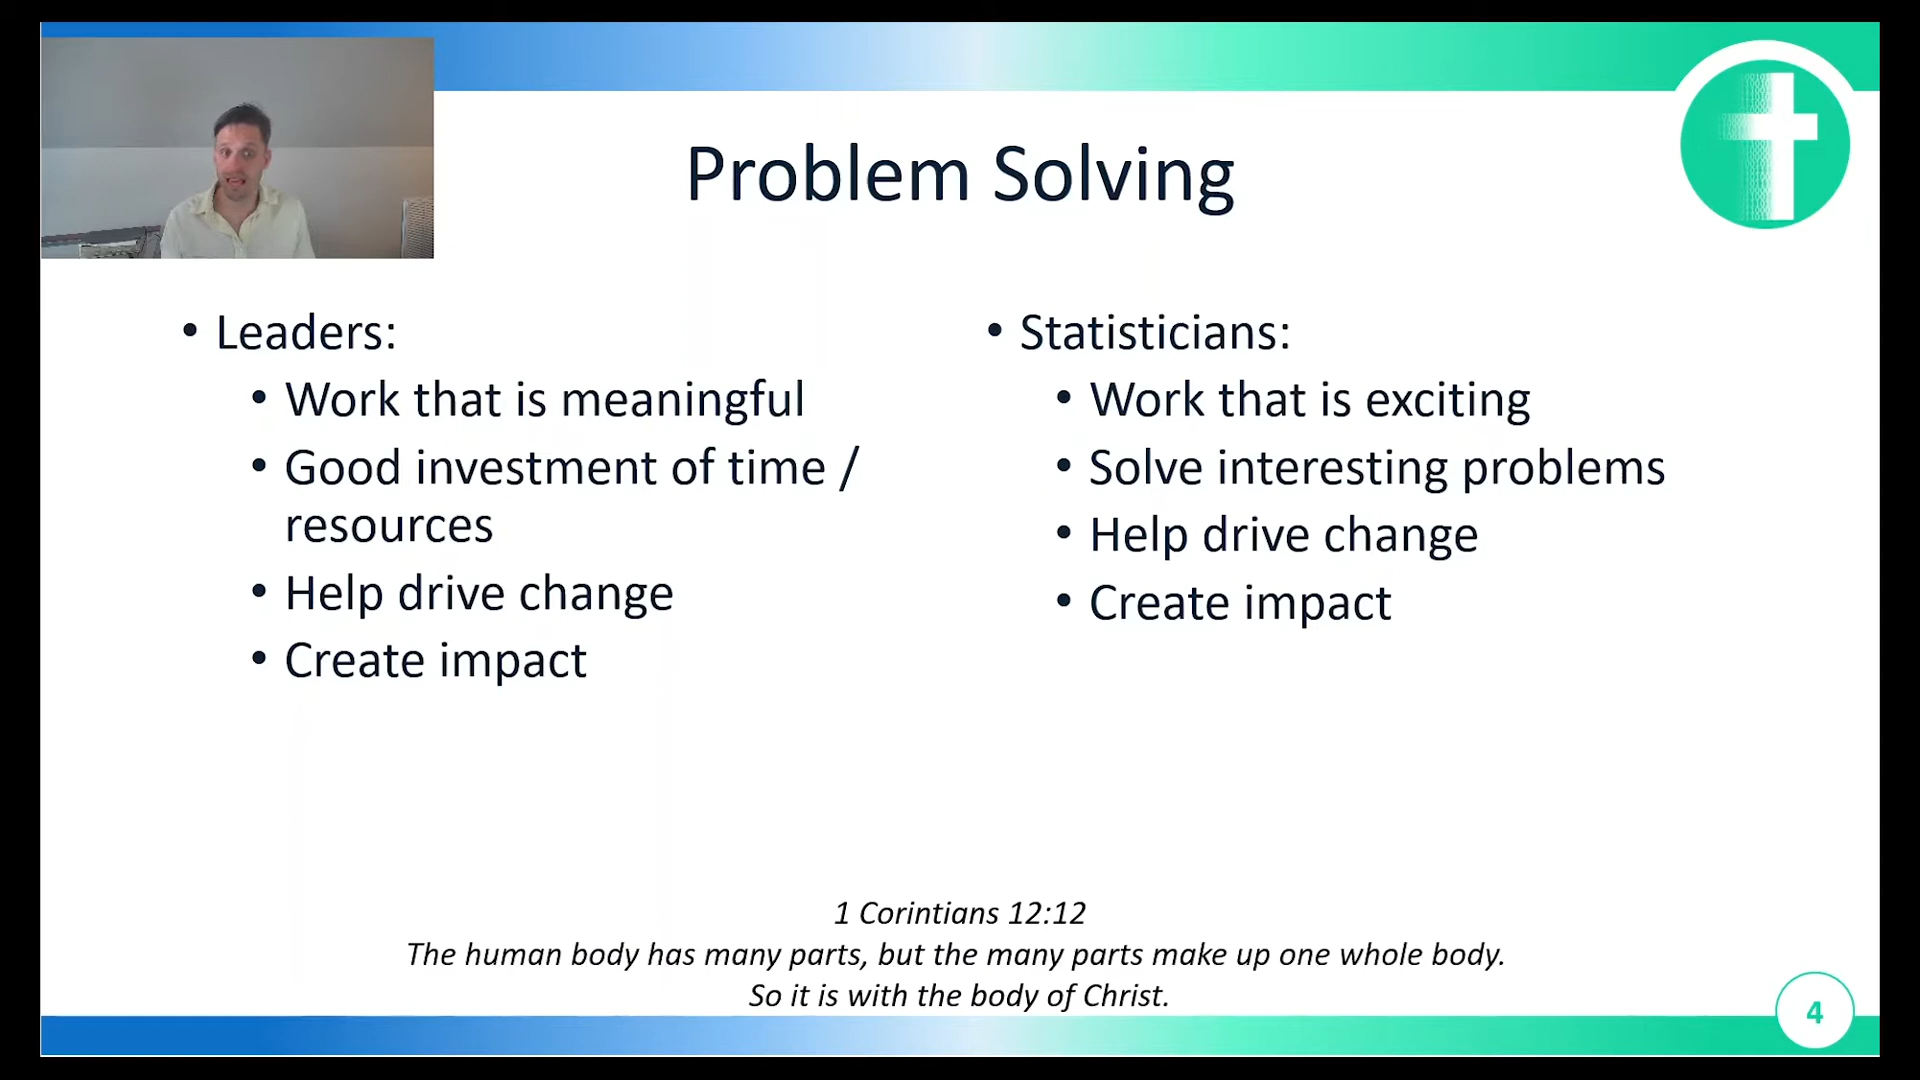 Problem Solving
• Leaders:
• Work that is meaningful
• Good investment of time /
resources
• Help drive change
• Create impact
• Statisticians:
• Work that is exciting
• Solve interesting problems
• Help drive change
• Create impact
1 Corintians 12:12
The human body has many parts, but the many parts make up one whole body.
So it is with the body of Christ.
4